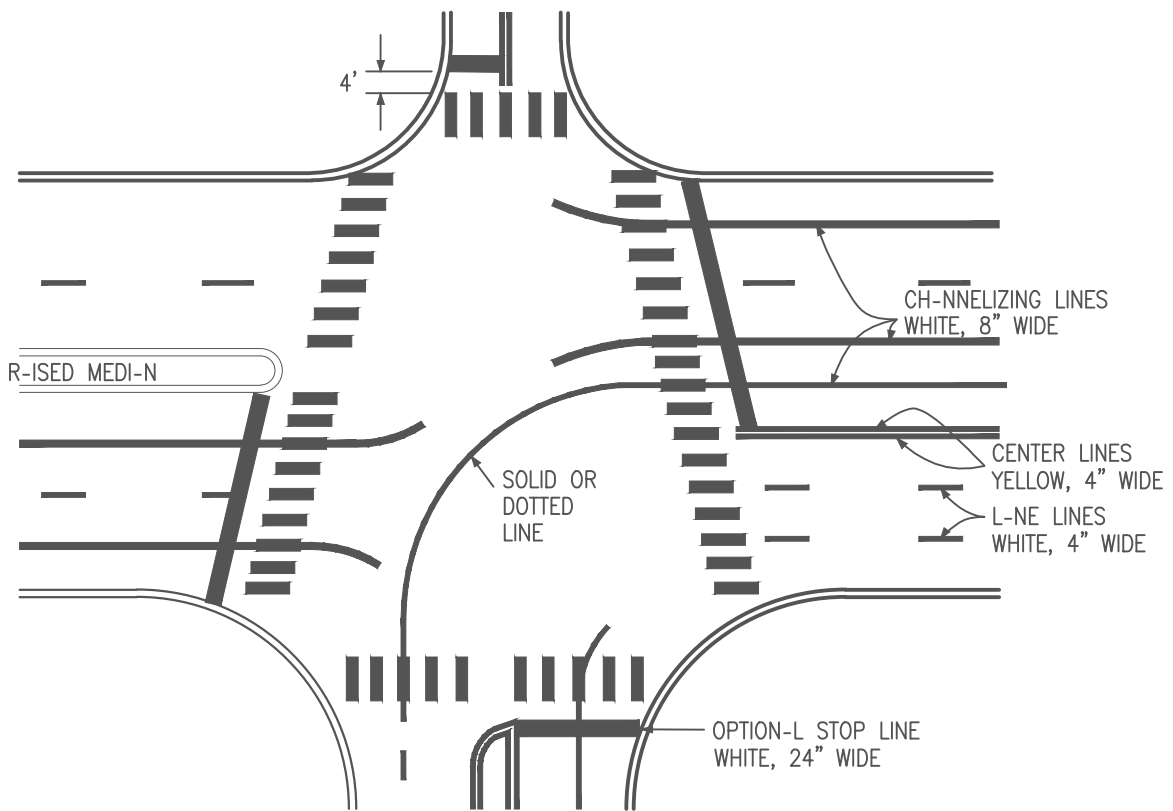 4'
CH-NNELIZING LINES
WHITE, 8" WIDE
R-ISED MEDI-N
CENTER LINES
YELLOW, 4" WIDE
SOLID OR
DOTTED
LINE
L-NE LINES
WHITE, 4" WIDE
OPTION-L STOP LINE
WHITE, 24" WIDE